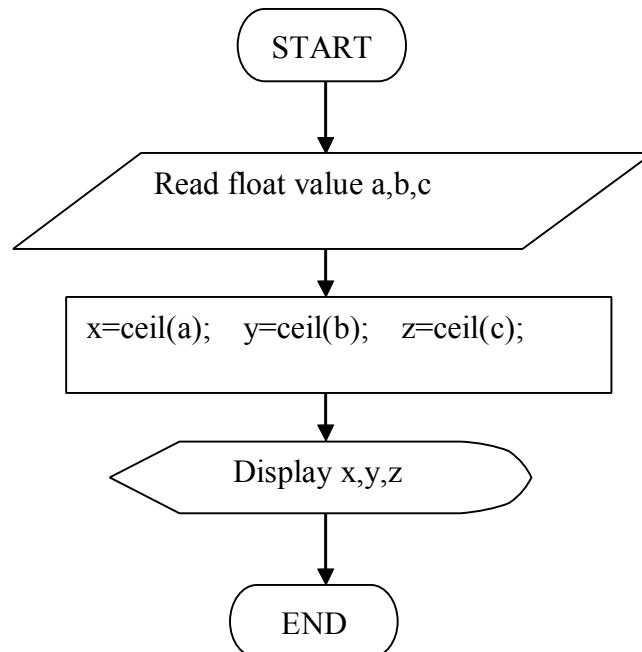 START
Read float value a,b,c
x=ceil(a); y=ceil(b); z=ceil(c);
Display x,y,z
END